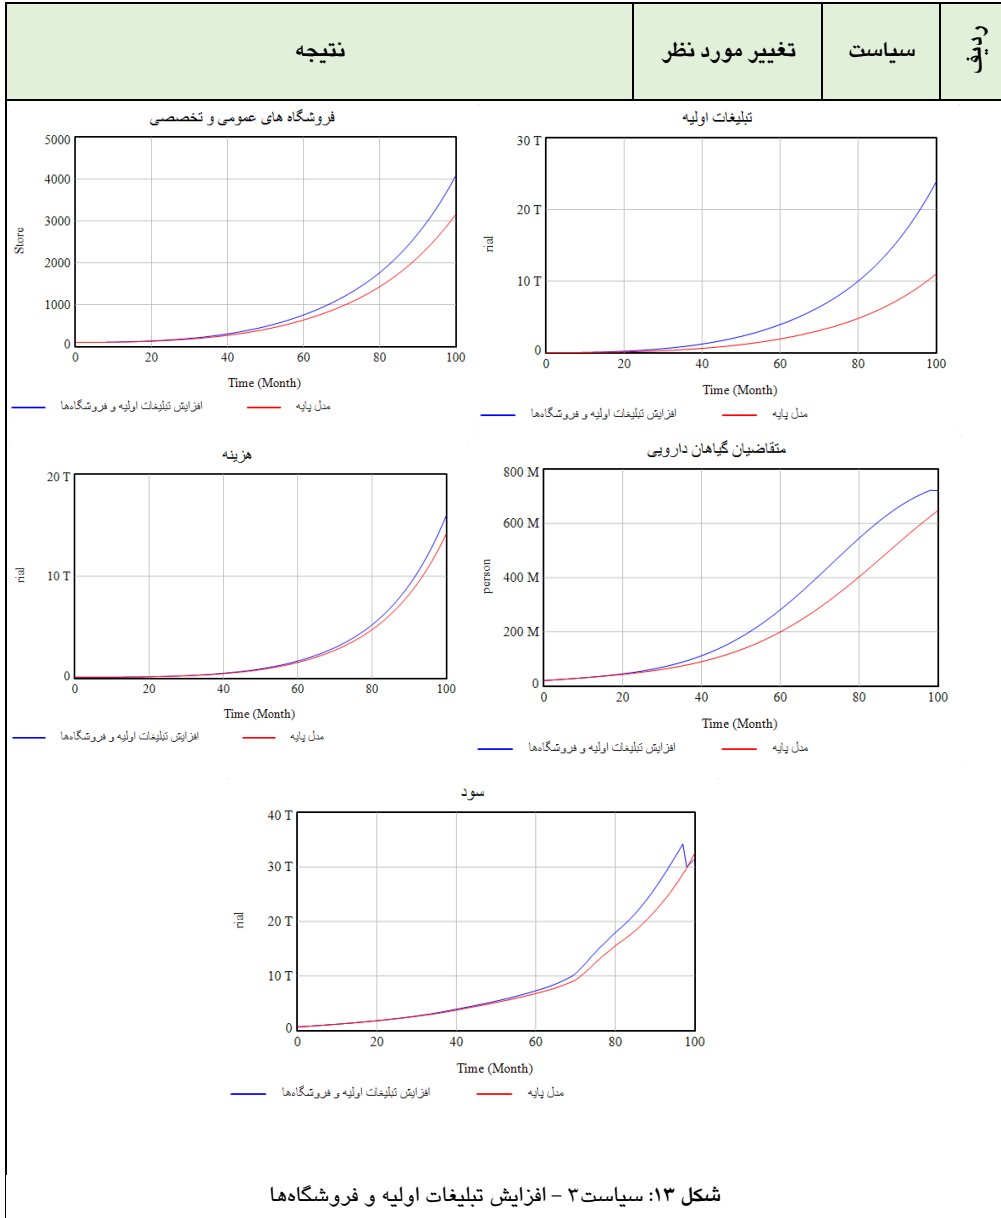 ردیف	سیاست	تغییر مورد نظر	نتیجه
تبلیغات اولیه
30 T
20 T
10 T
0
rial
0 20 40 60 80 100
Time (Month)
افزایش تبلیغات اولیه و فروشگاه‌ها
مدل پایه
فروشگاه های عمومی و تخصصی
5000
4000
3000
2000
1000
0
Store
0 20 40 60 80 100
Time (Month)
افزایش تبلیغات اولیه و فروشگاه‌ها
مدل پایه
متقاضیان گیاهان دارویی
800 M
600 M
400 M
200 M
0
person
0 20 40 60 80 100
Time (Month)
افزایش تبلیغات اولیه و فروشگاه‌ها
مدل پایه
هزینه
20 T
10 T
0
rial
0 20 40 60 80 100
Time (Month)
افزایش تبلیغات اولیه و فروشگاه‌ها
مدل پایه
سود
40 T
30 T
20 T
10 T
0
rial
0 20 40 60 80 100
Time (Month)
افزایش تبلیغات اولیه و فروشگاه‌ها
مدل پایه
شکل ۱۳: سیاست۳ – افزایش تبلیغات اولیه و فروشگاه‌ها